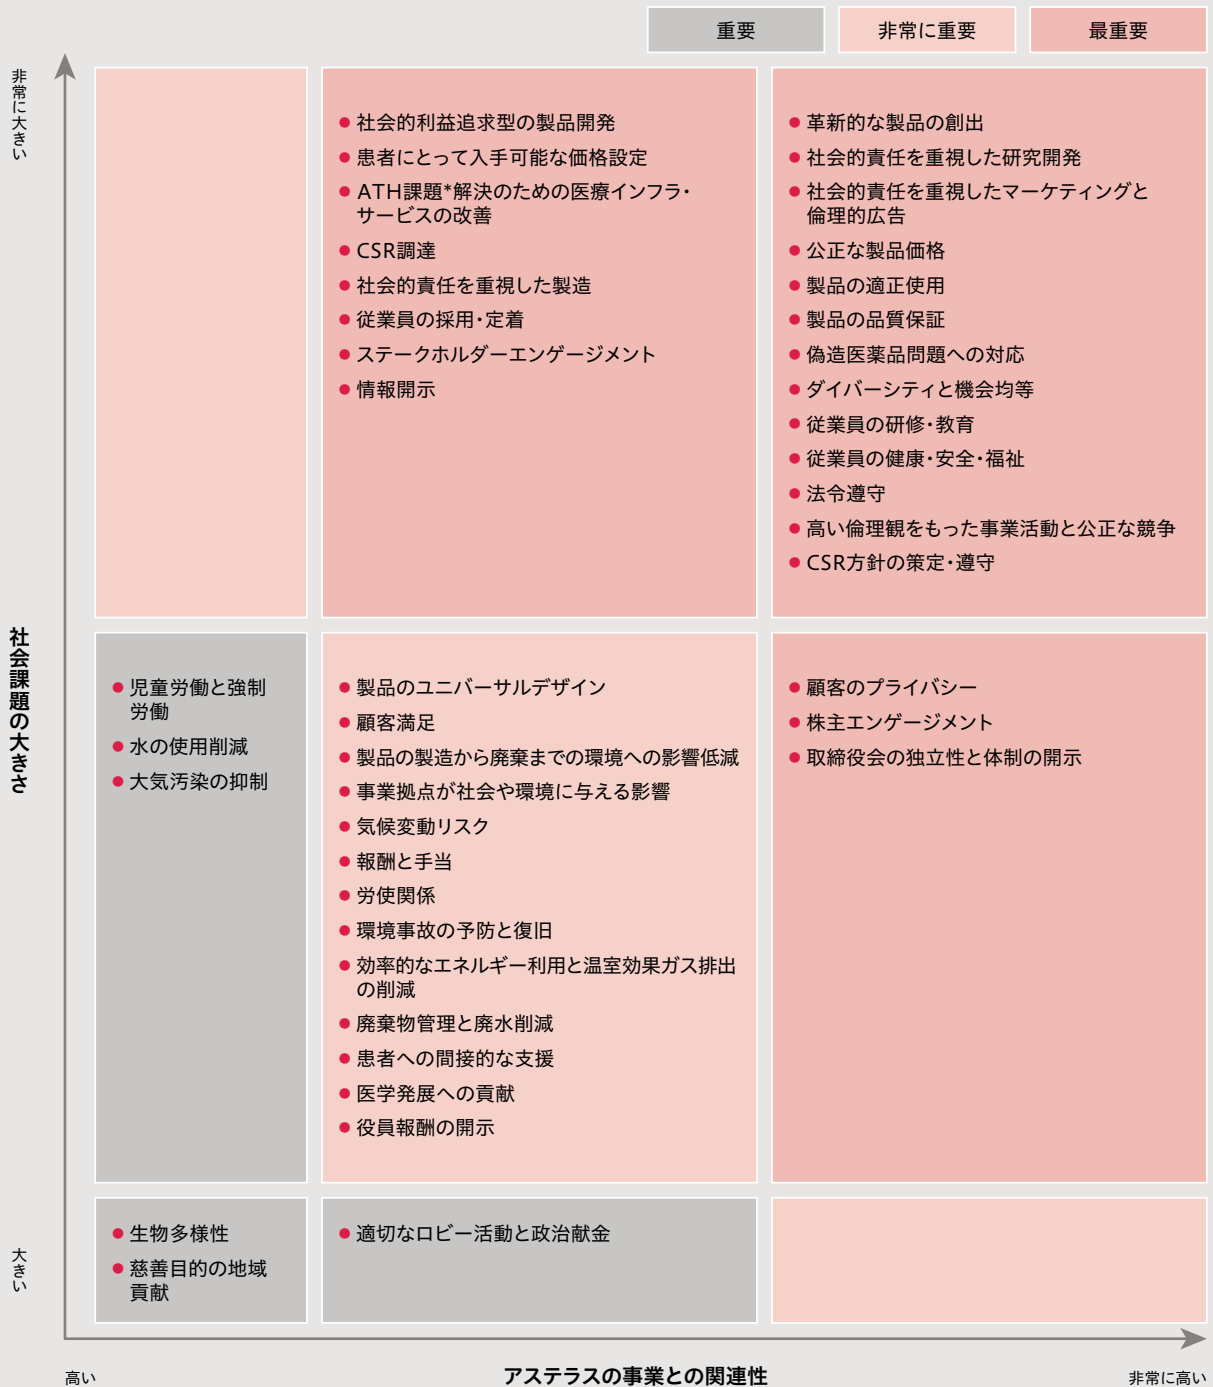 重要
非常に重要
最重要
非常に大きい
社会的利益追求型の製品開発
患者にとって入手可能な価格設定
ATH課題*解決のための医療インフラ・
サービスの改善
CSR調達
社会的責任を重視した製造
従業員の採用・定着
ステークホルダーエンゲージメント
情報開示
革新的な製品の創出
社会的責任を重視した研究開発
社会的責任を重視したマーケティングと
倫理的広告
公正な製品価格
製品の適正使用
製品の品質保証
偽造医薬品問題への対応
ダイバーシティと機会均等
従業員の研修・教育
従業員の健康・安全・福祉
法令遵守
高い倫理観をもった事業活動と公正な競争
CSR方針の策定・遵守
社会課題の大きさ
児童労働と強制
労働
水の使用削減
大気汚染の抑制
製品のユニバーサルデザイン
顧客満足
製品の製造から廃棄までの環境への影響低減
事業拠点が社会や環境に与える影響
気候変動リスク
報酬と手当
労使関係
環境事故の予防と復旧
効率的なエネルギー利用と温室効果ガス排出
の削減
廃棄物管理と廃水削減
患者への間接的な支援
医学発展への貢献
役員報酬の開示
顧客のプライバシー
株主エンゲージメント
取締役会の独立性と体制の開示
大きい
生物多様性
慈善目的の地域
貢献
適切なロビー活動と政治献金
高い
アステラスの事業との関連性
非常に高い